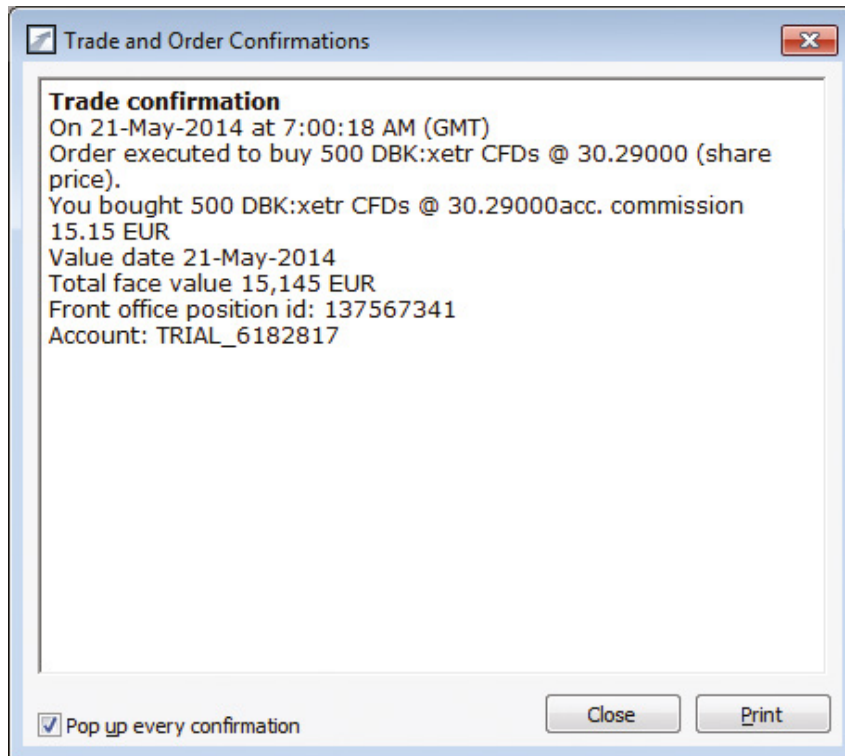 Trade and Order Confirmations
Trade confirmation
On 21-May-2014 at 7:00:18 AM (GMT)
Order executed to buy 500 DBK:xetr CFDs @ 30.29000 (share
price).
You bought 500 DBK:xetr CFDs @ 30.29000acc. commission
15.15 EUR
Value date 21-May-2014
Total face value 15,145 EUR
Front office position id: 137567341
Account: TRIAL_6182817
Pop up every confirmation
Close
Print